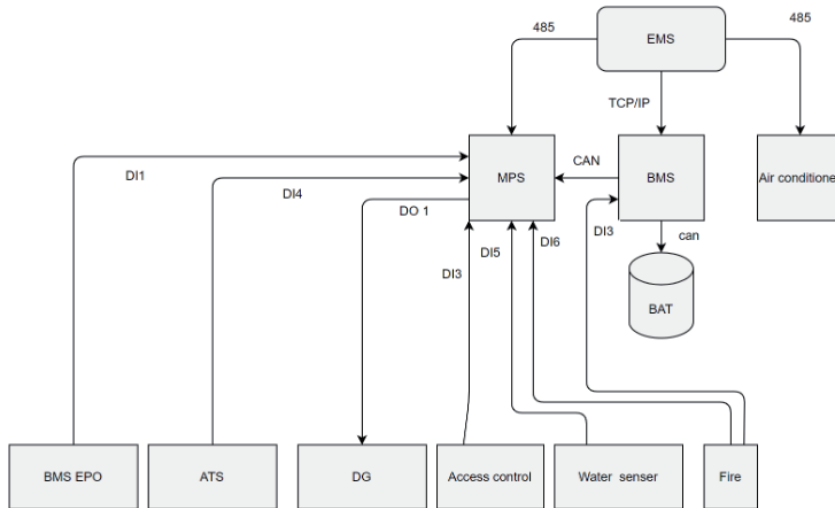 485
EMS
485
TCP/IP
MPS
CAN
BMS
Air conditione
DI1
DI4
DO 1
DI5
DI6
DI3
DI3
can
BAT
BMS EPO
ATS
DG
Access control
Water senser
Fire